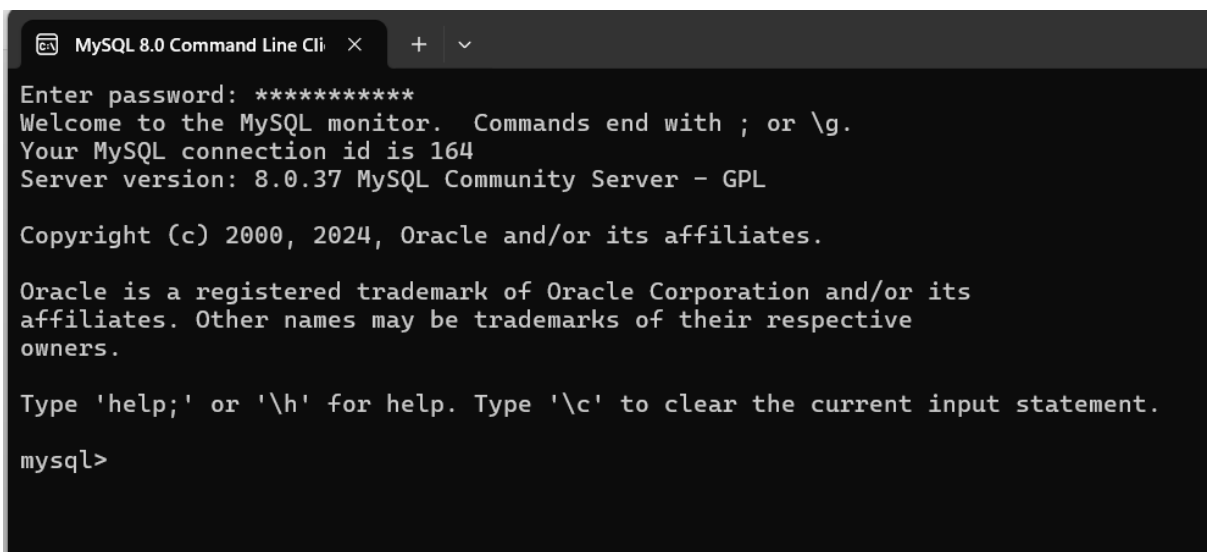 MySQL 8.0 Command Line Cli
Enter password: ***********
Welcome to the MySQL monitor.  Commands end with ; or \g.
Your MySQL connection id is 164
Server version: 8.0.37 MySQL Community Server - GPL
Copyright (c) 2000, 2024, Oracle and/or its affiliates.
Oracle is a registered trademark of Oracle Corporation and/or its
affiliates. Other names may be trademarks of their respective
owners.
Type 'help;' or '\h' for help. Type '\c' to clear the current input statement.
mysql>